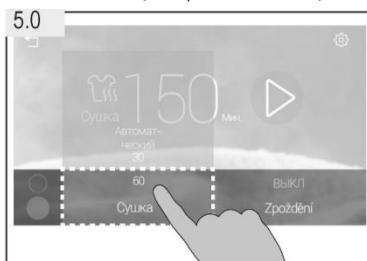 5.0
150 Мин.
Сушка
Автомат-
ческий
30
60
Сушка
ВЫКЛ
Zpoždění